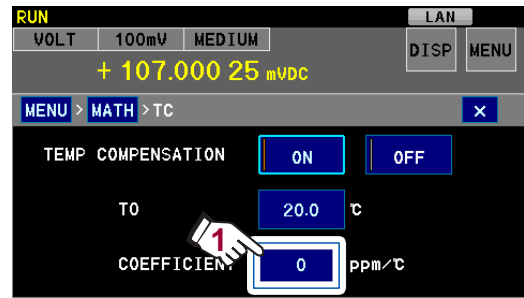 RUN LAN
VOLT 100mV MEDIUM DISP MENU
+ 107.000 25 mVDC
MENU > MATH > TC ×
TEMP COMPENSATION ON OFF
T0 20.0 ℃
1
COEFFICIENT 0 ppm/℃